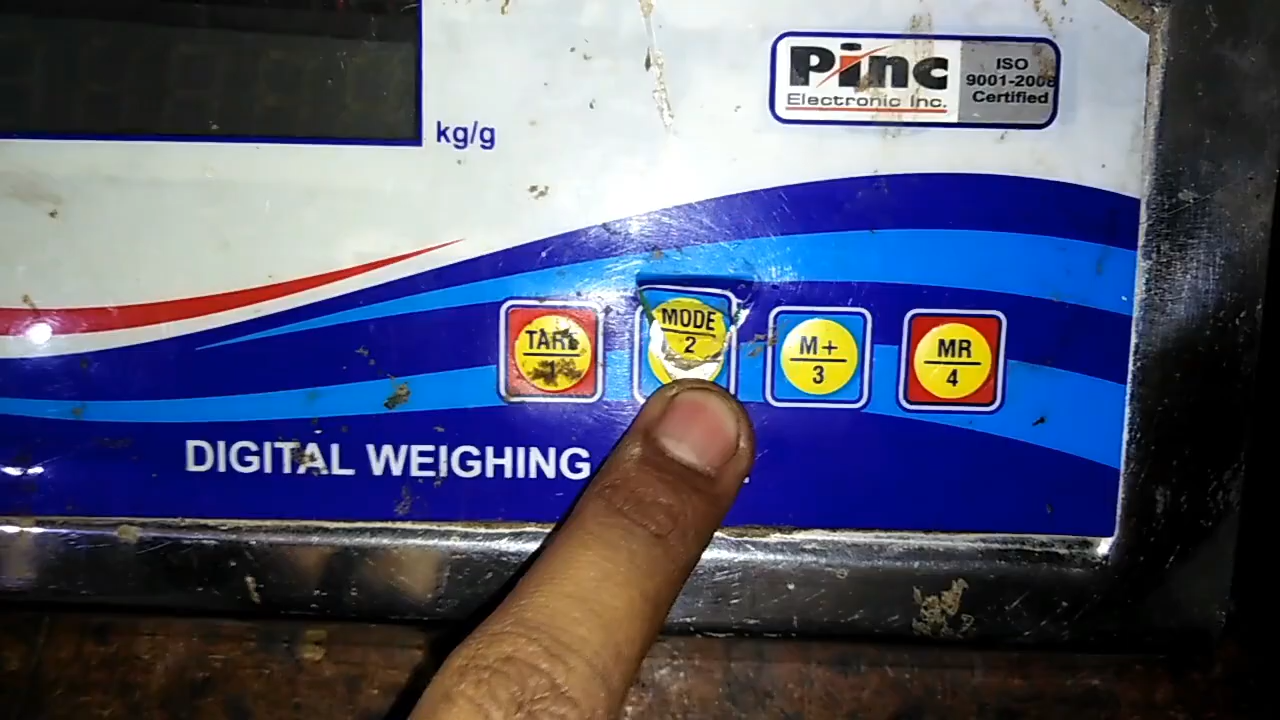 kg/g
Pinc
Electronic Inc.
ISO
9001-2008
Certified
TARE
1
MODE
2
M+
3
MR
4
DIGITAL WEIGHING